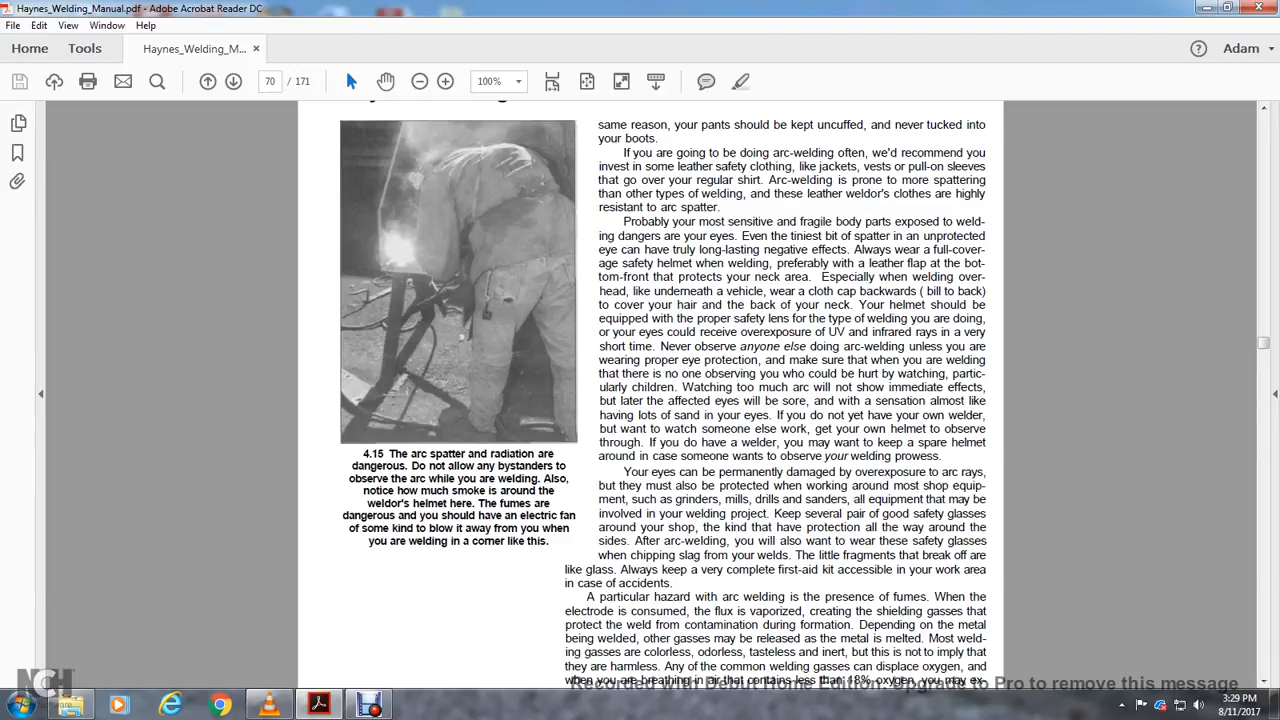 Haynes_Welding_Manual.pdf - Adobe Acrobat Reader DC
File Edit View Window Help
Home Tools Haynes_Welding_M... × Adam
70 / 171 100%
same reason, your pants should be kept uncuffed, and never tucked into
your boots.
If you are going to be doing arc-welding often, we'd recommend you
invest in some leather safety clothing, like jackets, vests or pull-on sleeves
that go over your regular shirt. Arc-welding is prone to more spattering
than other types of welding, and these leather weldor's clothes are highly
resistant to arc spatter.
Probably your most sensitive and fragile body parts exposed to weld-
ing dangers are your eyes. Even the tiniest bit of spatter in an unprotected
eye can have truly long-lasting negative effects. Always wear a full-cover-
age safety helmet when welding, preferably with a leather flap at the bot-
tom-front that protects your neck area. Especially when welding over-
head, like underneath a vehicle, wear a cloth cap backwards ( bill to back)
to cover your hair and the back of your neck. Your helmet should be
equipped with the proper safety lens for the type of welding you are doing,
or your eyes could receive overexposure of UV and infrared rays in a very
short time. Never observe anyone else doing arc-welding unless you are
wearing proper eye protection, and make sure that when you are welding
that there is no one observing you who could be hurt by watching, partic-
ularly children. Watching too much arc will not show immediate effects,
but later the affected eyes will be sore, and with a sensation almost like
having lots of sand in your eyes. If you do not yet have your own welder,
but want to watch someone else work, get your own helmet to observe
through. If you do have a welder, you may want to keep a spare helmet
around in case someone wants to observe your welding prowess.
Your eyes can be permanently damaged by overexposure to arc rays,
but they must also be protected when working around most shop equip-
ment, such as grinders, mills, drills and sanders, all equipment that may be
involved in your welding project. Keep several pair of good safety glasses
around your shop, the kind that have protection all the way around the
sides. After arc-welding, you will also want to wear these safety glasses
when chipping slag from your welds. The little fragments that break off are
like glass. Always keep a very complete first-aid kit accessible in your work area
in case of accidents.
A particular hazard with arc welding is the presence of fumes. When the
electrode is consumed, the flux is vaporized, creating the shielding gasses that
protect the weld from contamination during formation. Depending on the metal
being welded, other gasses may be released as the metal is melted. Most weld-
ing gasses are colorless, odorless, tasteless and inert, but this is not to imply that
they are harmless. Any of the common welding gasses can displace oxygen, and
when you are breathing in air that contains less than 18% oxygen, you may ex-
4.15 The arc spatter and radiation are
dangerous. Do not allow any bystanders to
observe the arc while you are welding. Also,
notice how much smoke is around the
weldor's helmet here. The fumes are
dangerous and you should have an electric fan
of some kind to blow it away from you when
you are welding in a corner like this.
NCH
Software
Recorded with Debut Home Edition. Upgrade to Pro to remove this message
3:29 PM
8/11/2017